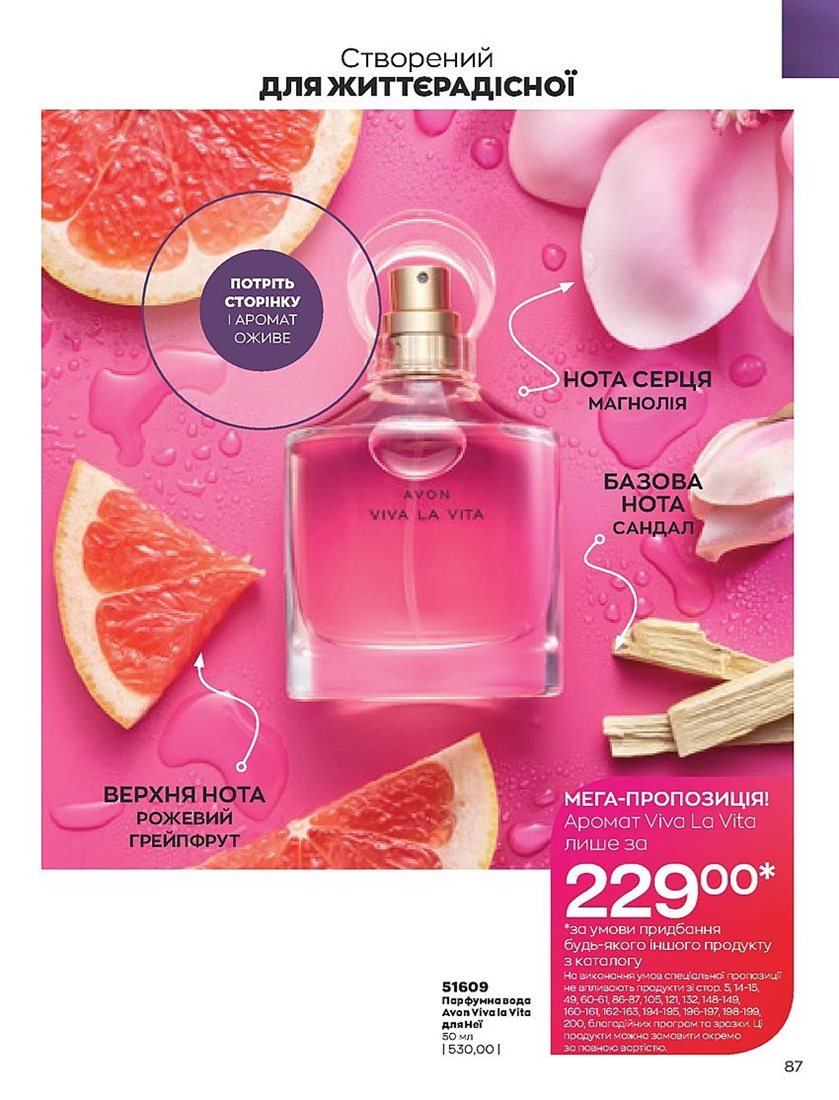 Створений
ДЛЯ ЖИТТЄРАДІСНОЇ
ПОТРІТЬ
СТОРІНКУ
І АРОМАТ
ОЖИВЕ
НОТА СЕРЦЯ
МАГНОЛІЯ
AVON
VIVA LA VITA
БАЗОВА
НОТА
САНДАЛ
ВЕРХНЯ НОТА
РОЖЕВИЙ
ГРЕЙПФРУТ
МЕГА-ПРОПОЗИЦІЯ!
Аромат Viva La Vita
лише за
229⁰⁰*
*за умови придбання
будь-якого іншого продукту
з каталогу
На виконання умов спеціальної пропозиції
не впливають продукти зі стор. 5, 14-15,
49, 60-61, 86-87, 105, 121, 132, 148-149,
160-161, 162-163, 194-195, 196-197, 198-199,
200, благодійних програм та зразки. Ці
продукти можна замовити окремо
за повною вартістю.
51609
Парфумна вода
Avon Viva la Vita
для Неї
50 мл
| 530,00 |
87